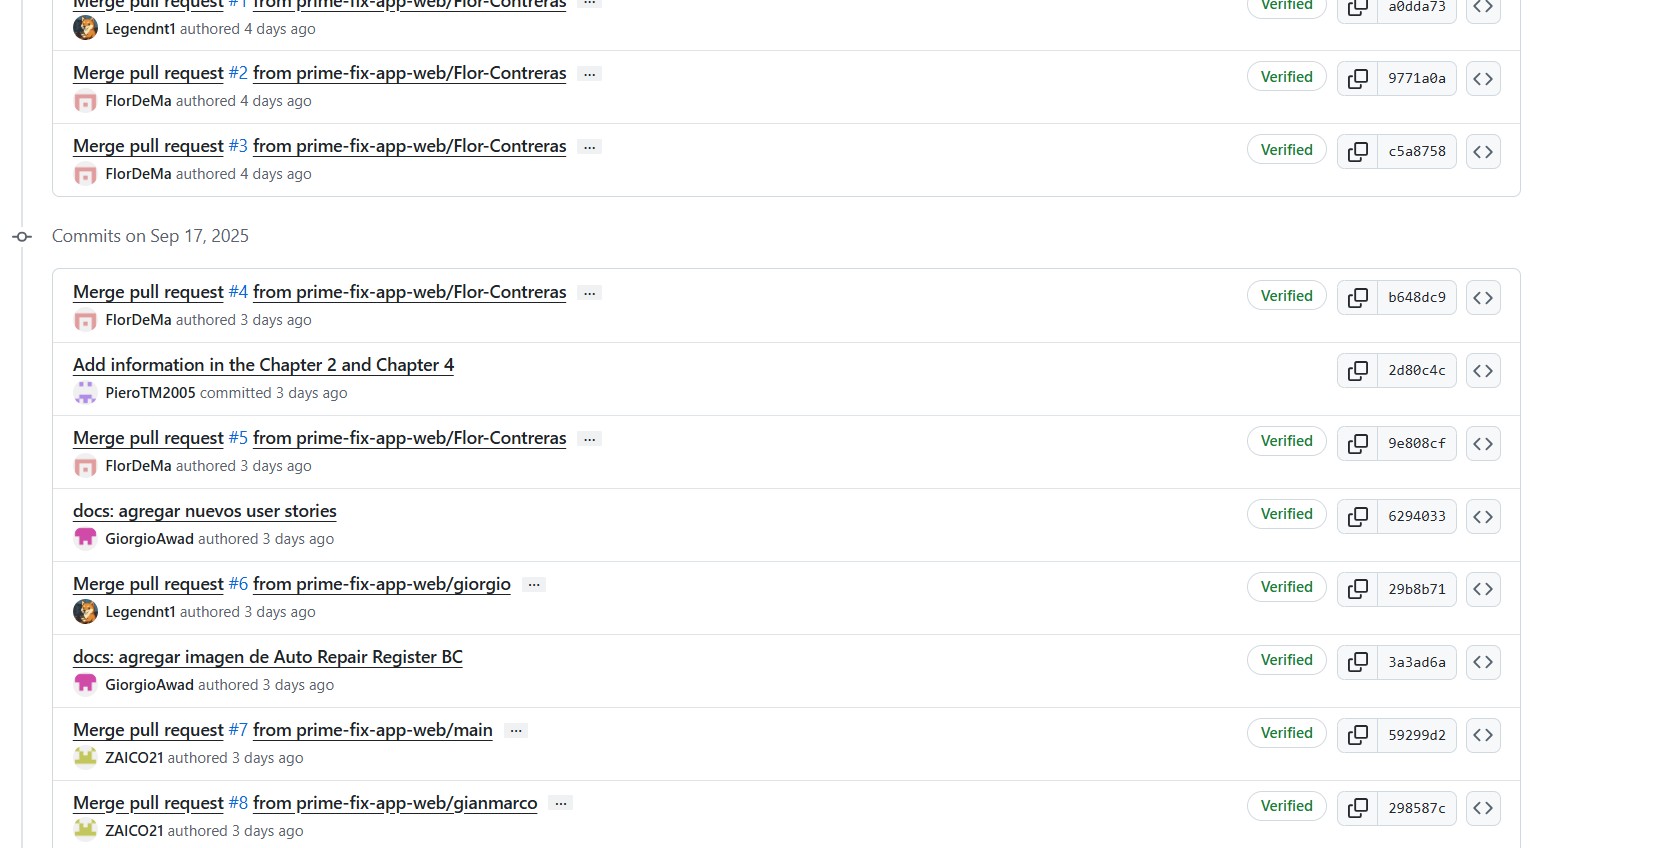 Merge pull request #1 from prime-fix-app-web/Flor-Contreras ... Verified a0dda73
Legendnt1 authored 4 days ago
Merge pull request #2 from prime-fix-app-web/Flor-Contreras ... Verified 9771a0a
FlorDeMa authored 4 days ago
Merge pull request #3 from prime-fix-app-web/Flor-Contreras ... Verified c5a8758
FlorDeMa authored 4 days ago
Commits on Sep 17, 2025
Merge pull request #4 from prime-fix-app-web/Flor-Contreras ... Verified b648dc9
FlorDeMa authored 3 days ago
Add information in the Chapter 2 and Chapter 4 2d80c4c
PieroTM2005 committed 3 days ago
Merge pull request #5 from prime-fix-app-web/Flor-Contreras ... Verified 9e808cf
FlorDeMa authored 3 days ago
docs: agregar nuevos user stories Verified 6294033
GiorgioAwad authored 3 days ago
Merge pull request #6 from prime-fix-app-web/giorgio ... Verified 29b8b71
Legendnt1 authored 3 days ago
docs: agregar imagen de Auto Repair Register BC Verified 3a3ad6a
GiorgioAwad authored 3 days ago
Merge pull request #7 from prime-fix-app-web/main ... Verified 59299d2
ZAICO21 authored 3 days ago
Merge pull request #8 from prime-fix-app-web/gianmarco ... Verified 298587c
ZAICO21 authored 3 days ago